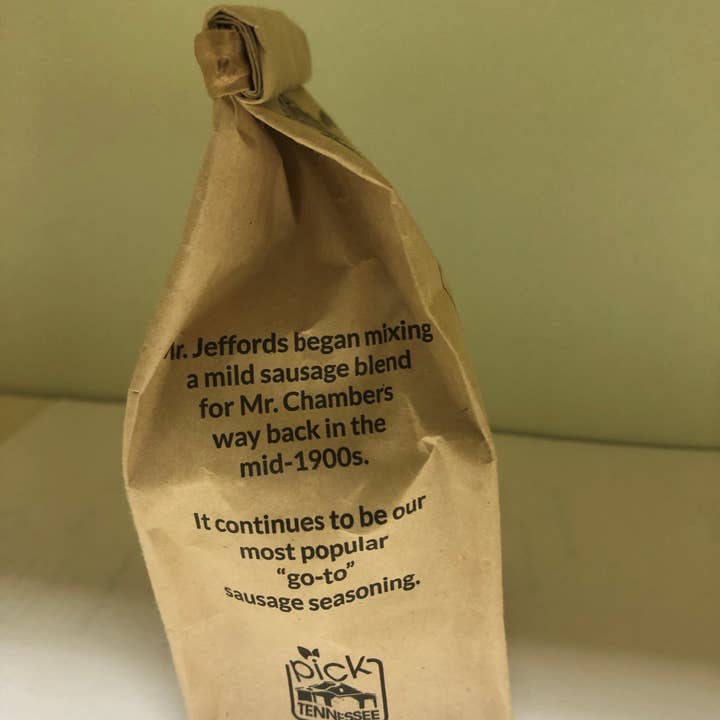 Mr. Jeffords began mixing
a mild sausage blend
for Mr. Chambers
way back in the
mid-1900s.
It continues to be our
most popular
“go-to”
sausage seasoning.
pick
TENNESSEE